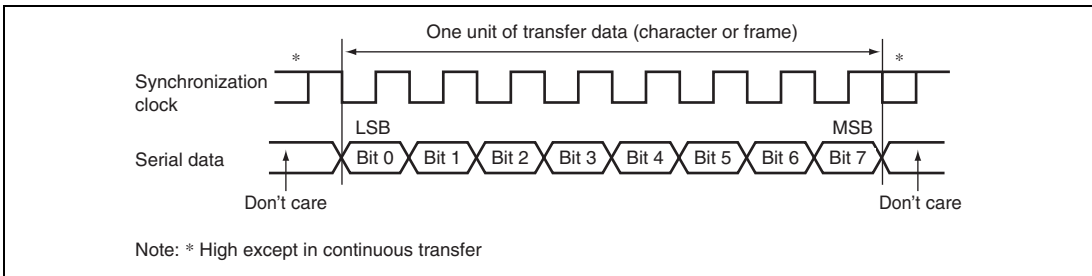 One unit of transfer data (character or frame)
* *
Synchronization
clock
LSB MSB
Serial data Bit 0 Bit 1 Bit 2 Bit 3 Bit 4 Bit 5 Bit 6 Bit 7
Don't care Don't care
Note: * High except in continuous transfer